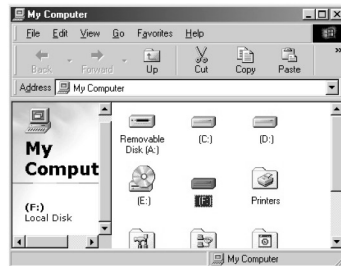 My Computer
File Edit View Go Favorites Help
Back Forward Up Cut Copy Paste »
Address My Computer
My Comput
(F:)
Local Disk
Removable Disk (A:)
(C:)
(D:)
(E:)
(F:)
Printers
My Computer